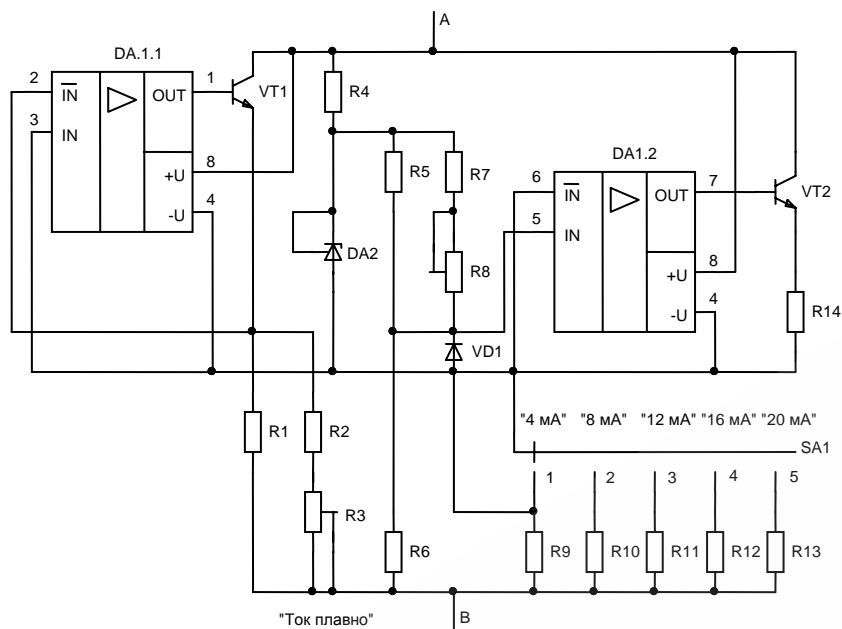 A
DA.1.1
2
IN
OUT
1
VT1
R4
3
IN
8
+U
4
-U
R5
R7
DA1.2
6
IN
OUT
7
VT2
5
IN
8
+U
4
-U
DA2
R8
VD1
R14
"4 мА" "8 мА" "12 мА" "16 мА" "20 мА"
SA1
R1
R2
1 2 3 4 5
R3
R6
R9
R10
R11
R12
R13
"Ток плавно"
B